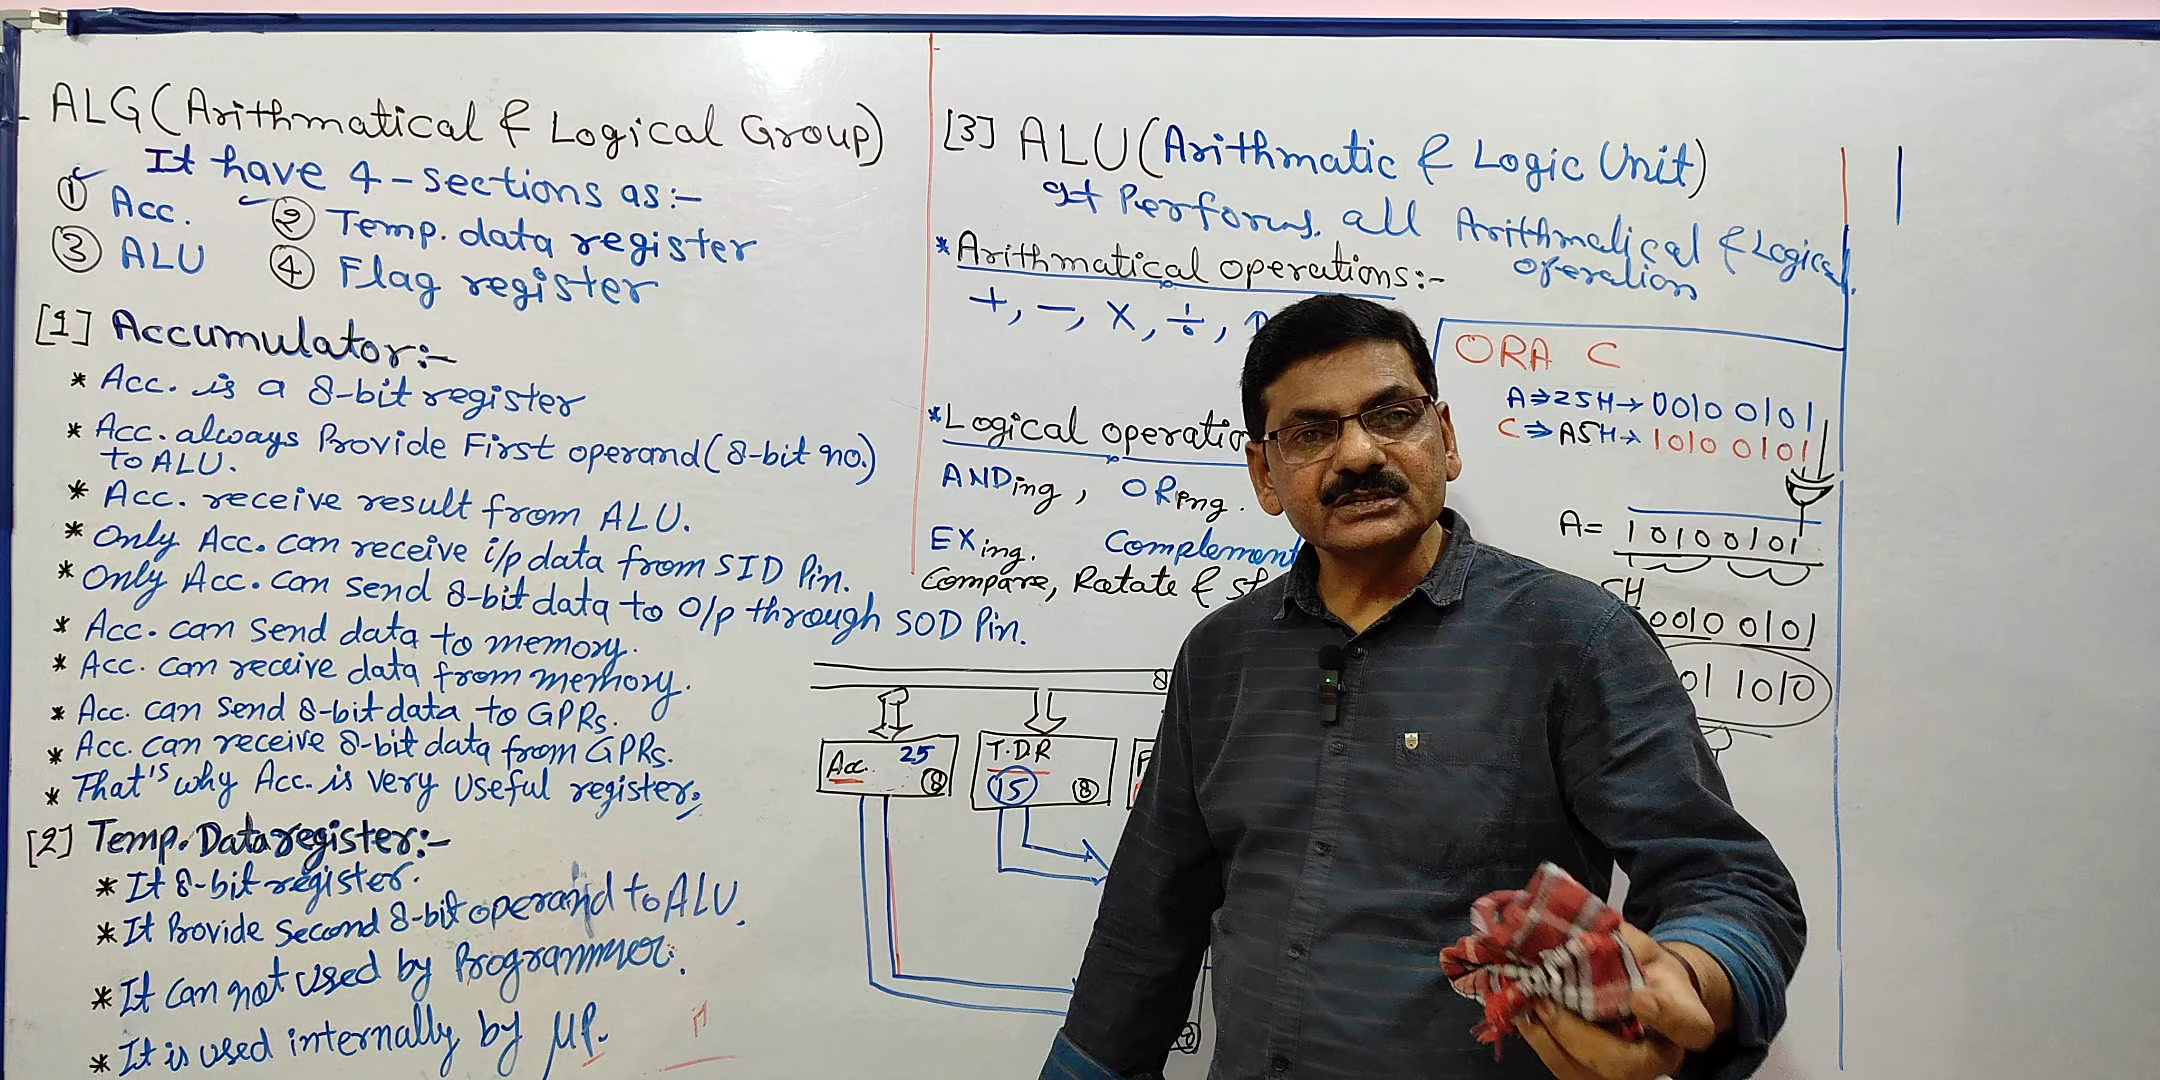 ALG (Arithmatical & Logical Group)
It have 4-sections as:-
① Acc. ② Temp. data register
③ ALU ④ Flag register
[1] Accumulator:-
* Acc. is a 8-bit register
* Acc. always Provide First operand (8-bit no.)
to ALU.
* Acc. receive result from ALU.
* Only Acc. can receive i/p data from SID Pin.
* Only Acc. can send 8-bit data to O/p through SOD Pin.
* Acc. can send data to memory.
* Acc. can receive data from memory.
* Acc. can send 8-bit data to GPRs.
* Acc. can receive 8-bit data from GPRs.
* That's why Acc. is very useful register.
[2] Temp. Data register:-
* It 8-bit register.
* It Provide second 8-bit operand to ALU.
* It can not used by Programmer.
* It is used internally by μP.
[3] ALU (Arithmatic & Logic Unit)
It Performs all Arithmatical & Logical
operation
* Arithmatical operations:-
+, -, ×, ÷,
* Logical
ANDing, ORing.
EXing. Complement
Compare, Rotate &
8
Acc. 25 ⑧
T.D.R
15 ⑧
ORA C
A ⇒ 25H → 0010 0101
C ⇒ A5H → 1010 0101
A = 10100101
H
0010 0101
01 1010